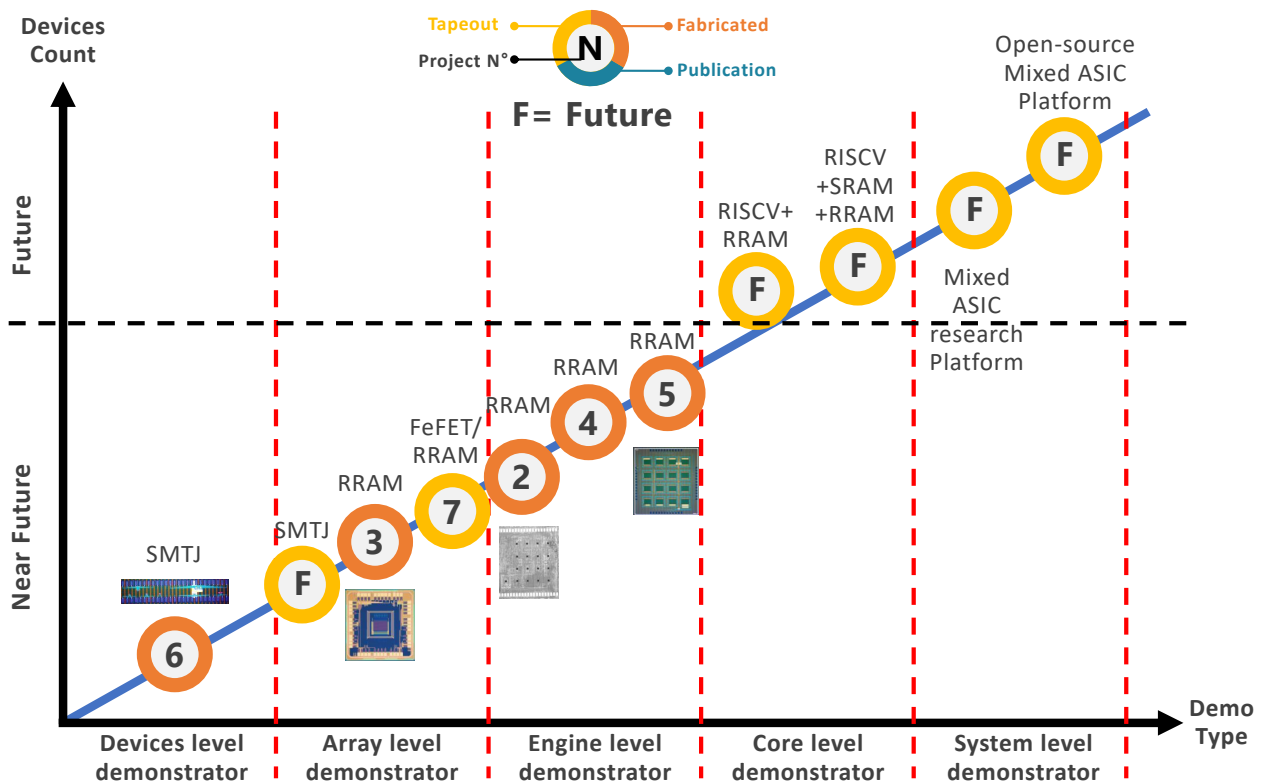 Devices
Count
Tapeout
Fabricated
N
Project N°
Publication
F= Future
Open-source
Mixed ASIC
Platform
F
RISCV
+SRAM
+RRAM
F
RISCV+
RRAM
F
F
Mixed
ASIC
research
Platform
Future
Near Future
RRAM
5
RRAM
4
RRAM
2
FeFET/
RRAM
7
RRAM
3
SMTJ
F
SMTJ
6
Demo
Type
Devices level
demonstrator
Array level
demonstrator
Engine level
demonstrator
Core level
demonstrator
System level
demonstrator